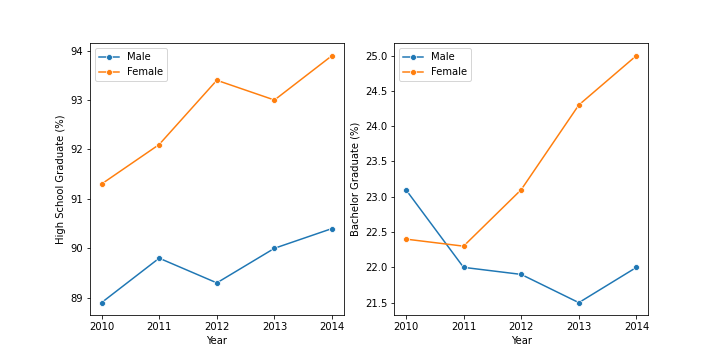 94
93
92
91
90
89
High School Graduate (%)
Male
Female
2010 2011 2012 2013 2014
Year
25.0
24.5
24.0
23.5
23.0
22.5
22.0
21.5
Bachelor Graduate (%)
Male
Female
2010 2011 2012 2013 2014
Year